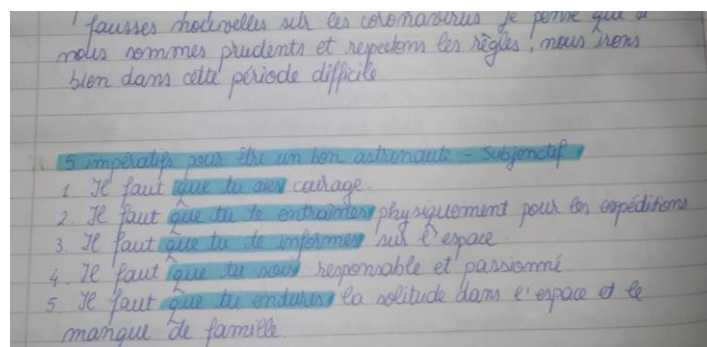 fausses nouvelles sur les coronavirus je pense que si
nous sommes prudents et respectons les règles, nous irons
bien dans cette période difficile
5 impératifs pour être un bon astronaute - Subjonctif
1 Il faut que tu aies courage.
2. Il faut que tu te entraînes physiquement pour les expéditions
3. Il faut que tu te informes sur l'espace.
4. Il faut que tu sois responsable et passionné
5. Il faut que tu endures la solitude dans l'espace et le
manque de famille.